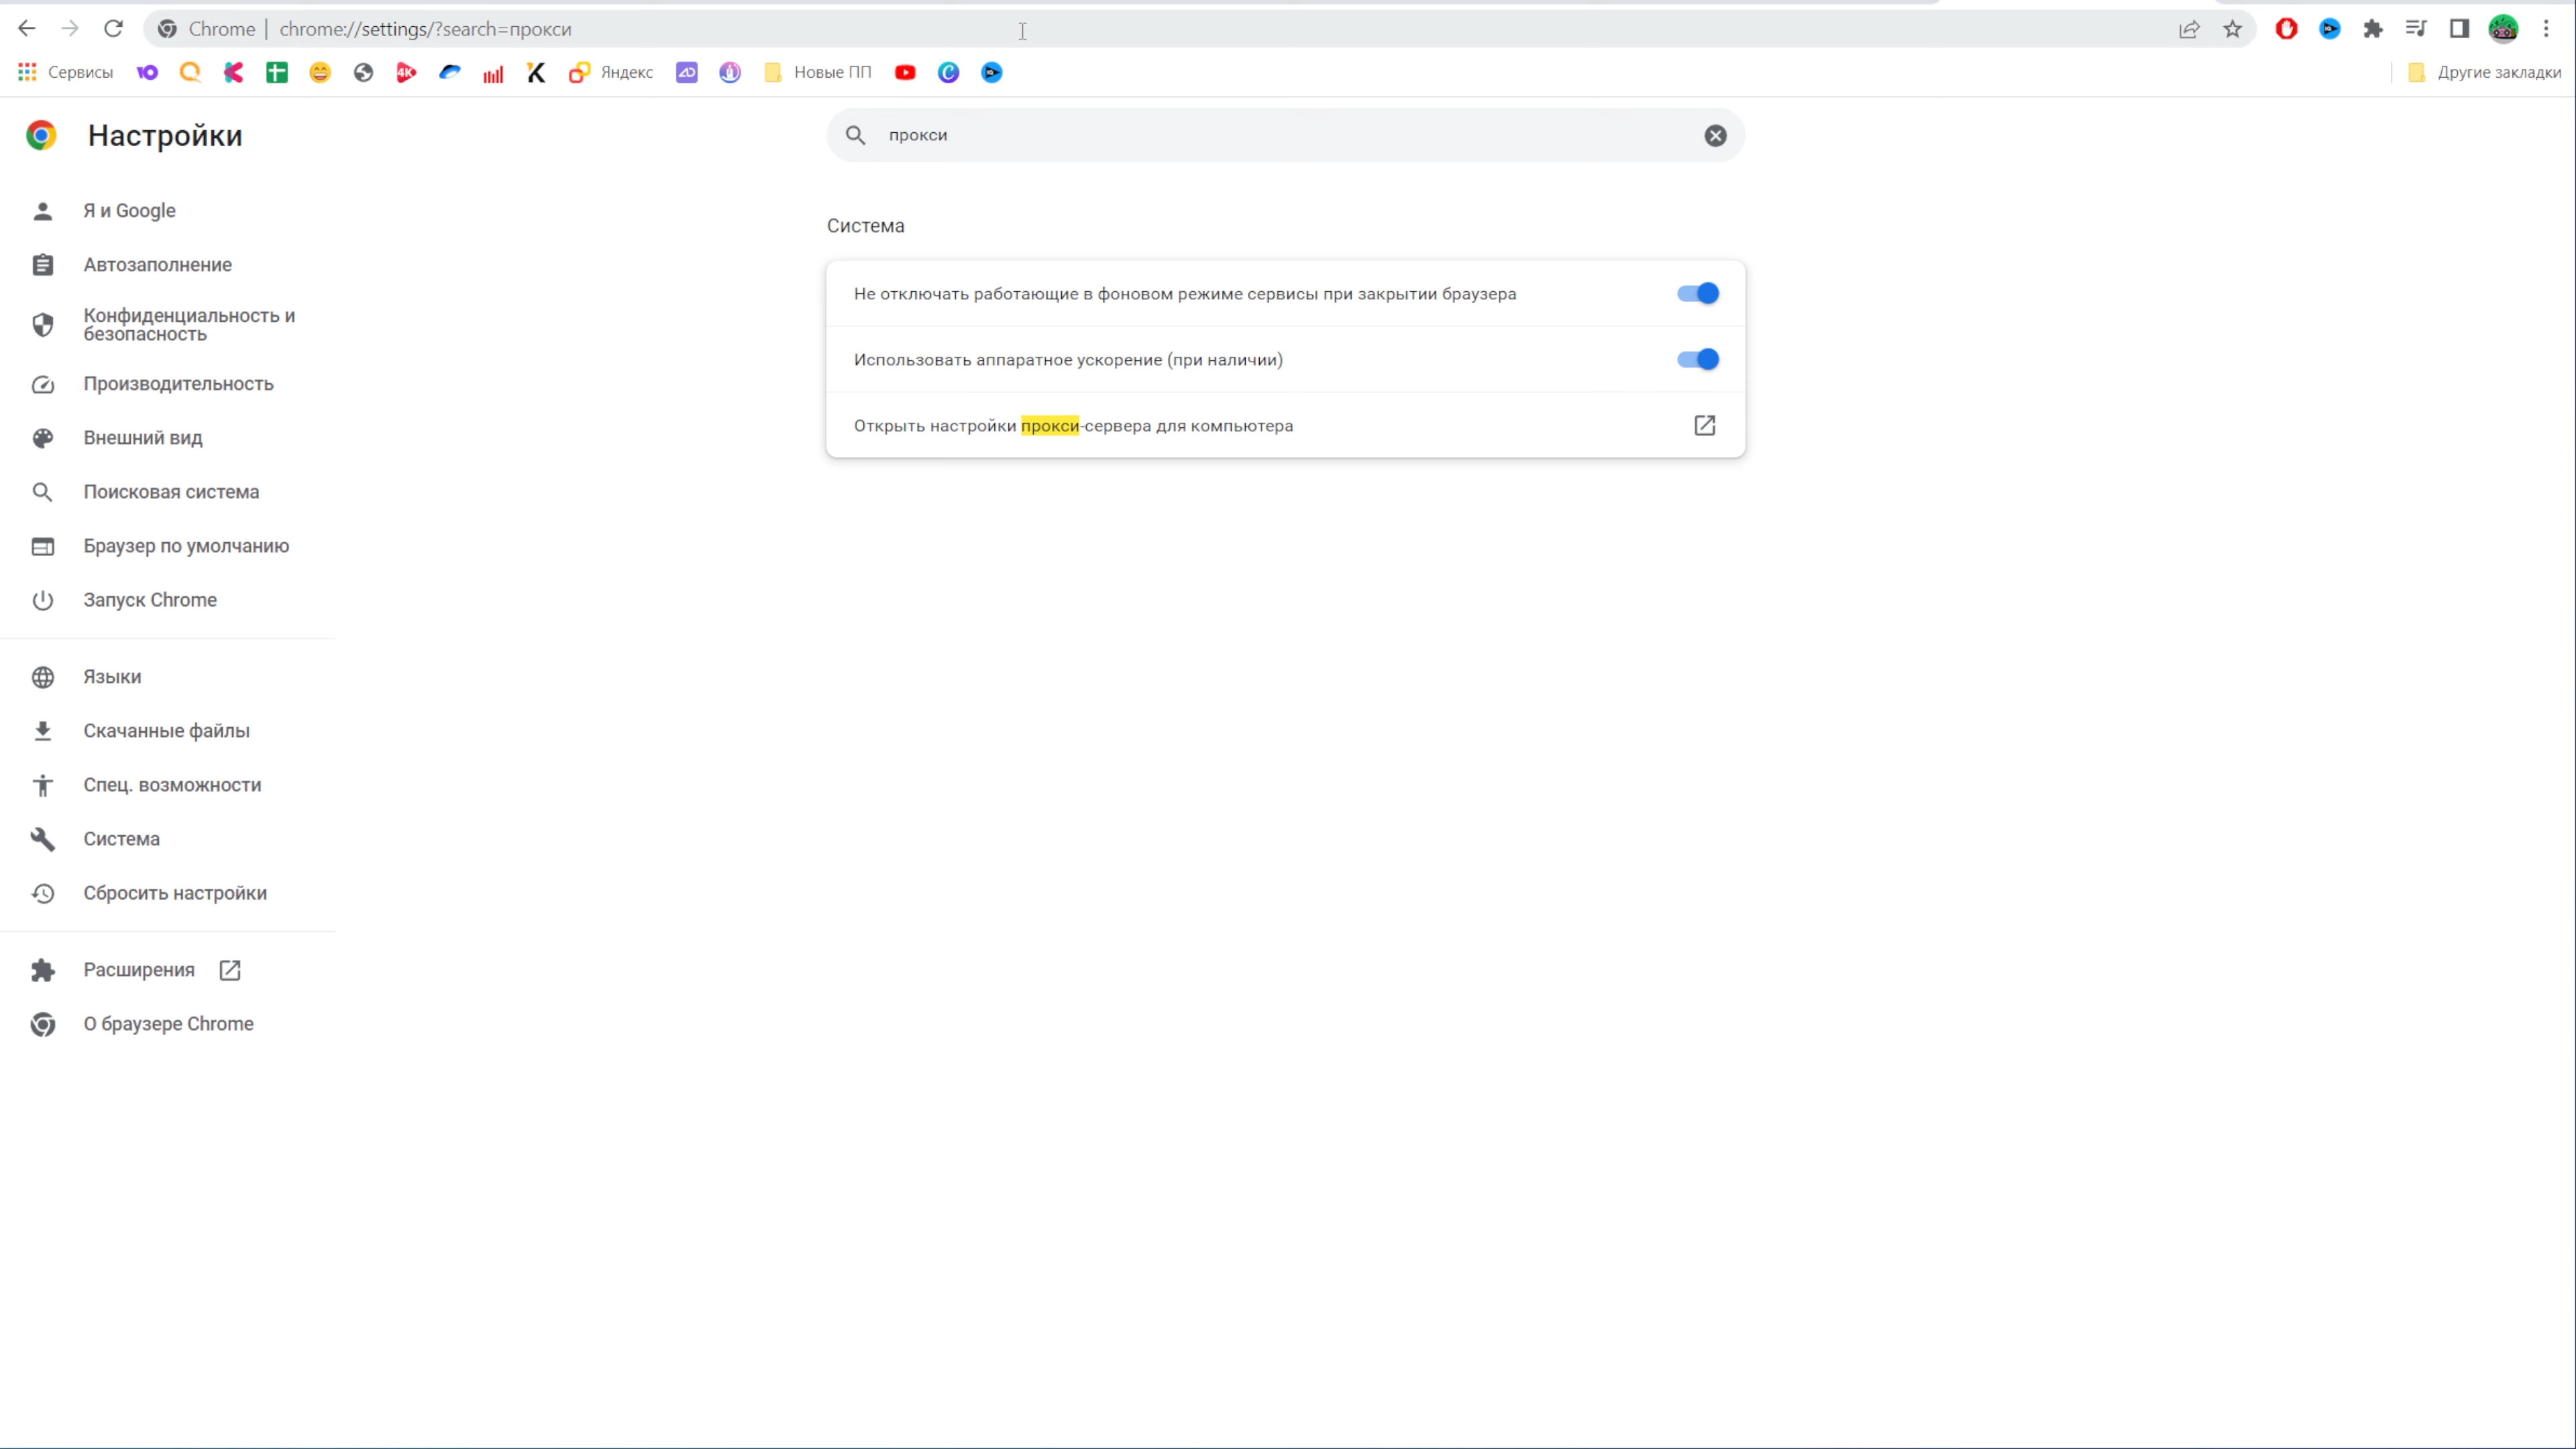 Chrome | chrome://settings/?search=прокси
Сервисы
4K
Яндекс
Новые ПП
Другие закладки
Настройки
прокси
Я и Google
Автозаполнение
Конфиденциальность и
безопасность
Производительность
Внешний вид
Поисковая система
Браузер по умолчанию
Запуск Chrome
Языки
Скачанные файлы
Спец. возможности
Система
Сбросить настройки
Расширения
О браузере Chrome
Система
Не отключать работающие в фоновом режиме сервисы при закрытии браузера
Использовать аппаратное ускорение (при наличии)
Открыть настройки прокси-сервера для компьютера